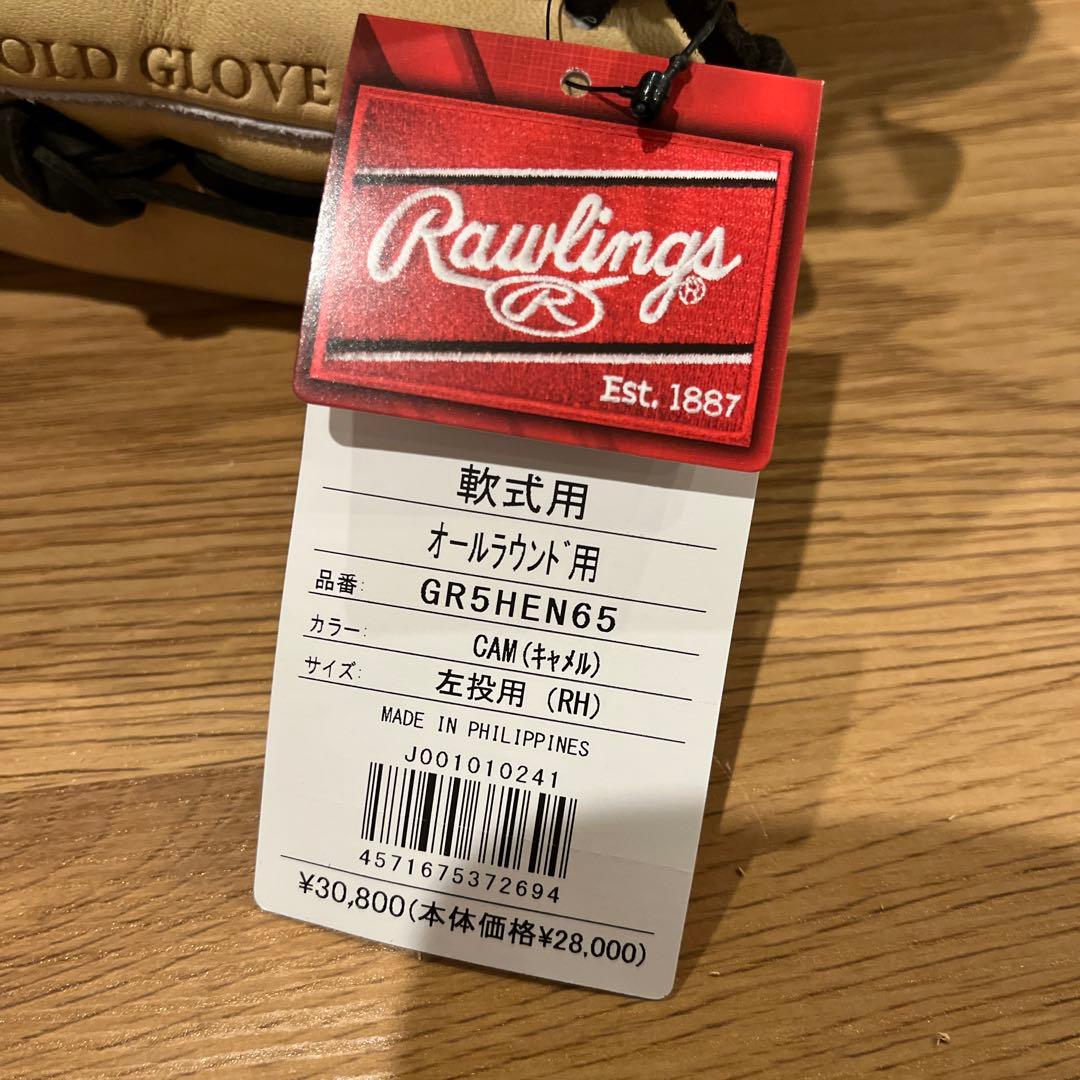 OLD GLOVE
Rawlings®
R
Est. 1887
軟式用
オールラウンド用
品番: GR5HEN65
カラー: CAM(キャメル)
サイズ: 左投用 (RH)
MADE IN PHILIPPINES
J001010241
4571675372694
¥30,800(本体価格¥28,000)